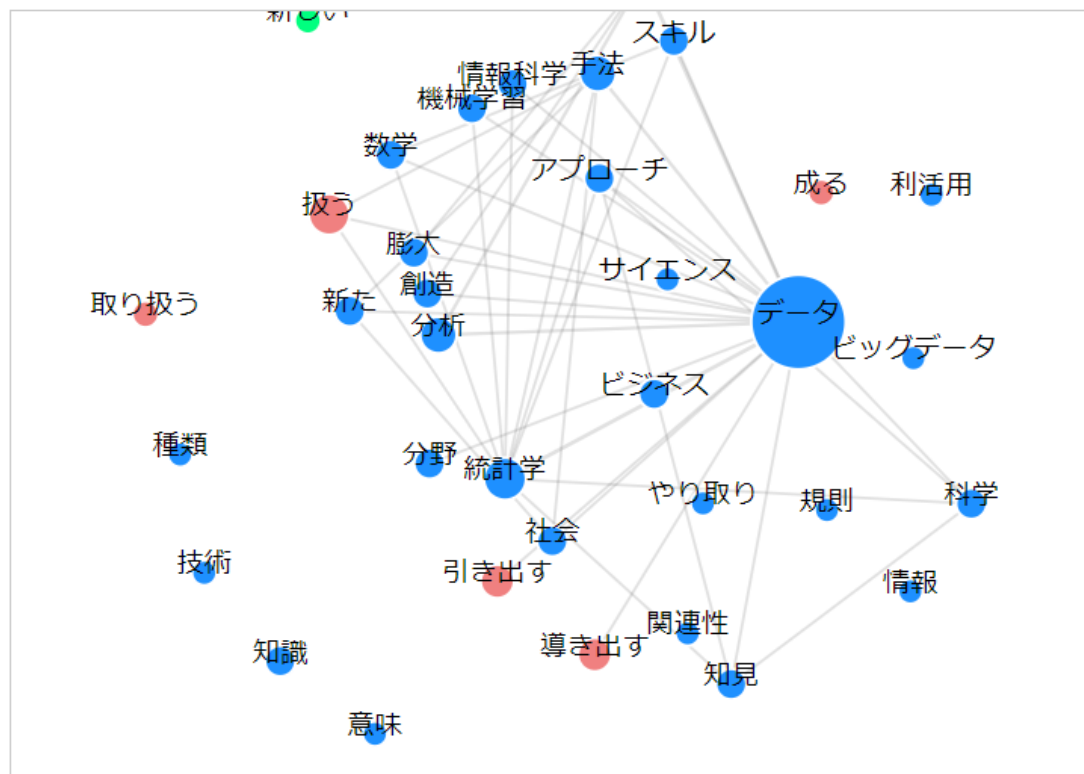 新しい
スキル
手法
情報科学
機械学習
数学
アプローチ
成る
利活用
扱う
膨大
サイエンス
創造
取り扱う
新た
分析
データ
ビッグデータ
ビジネス
種類
分野
統計学
やり取り
規則
科学
社会
技術
引き出す
情報
関連性
導き出す
知識
知見
意味